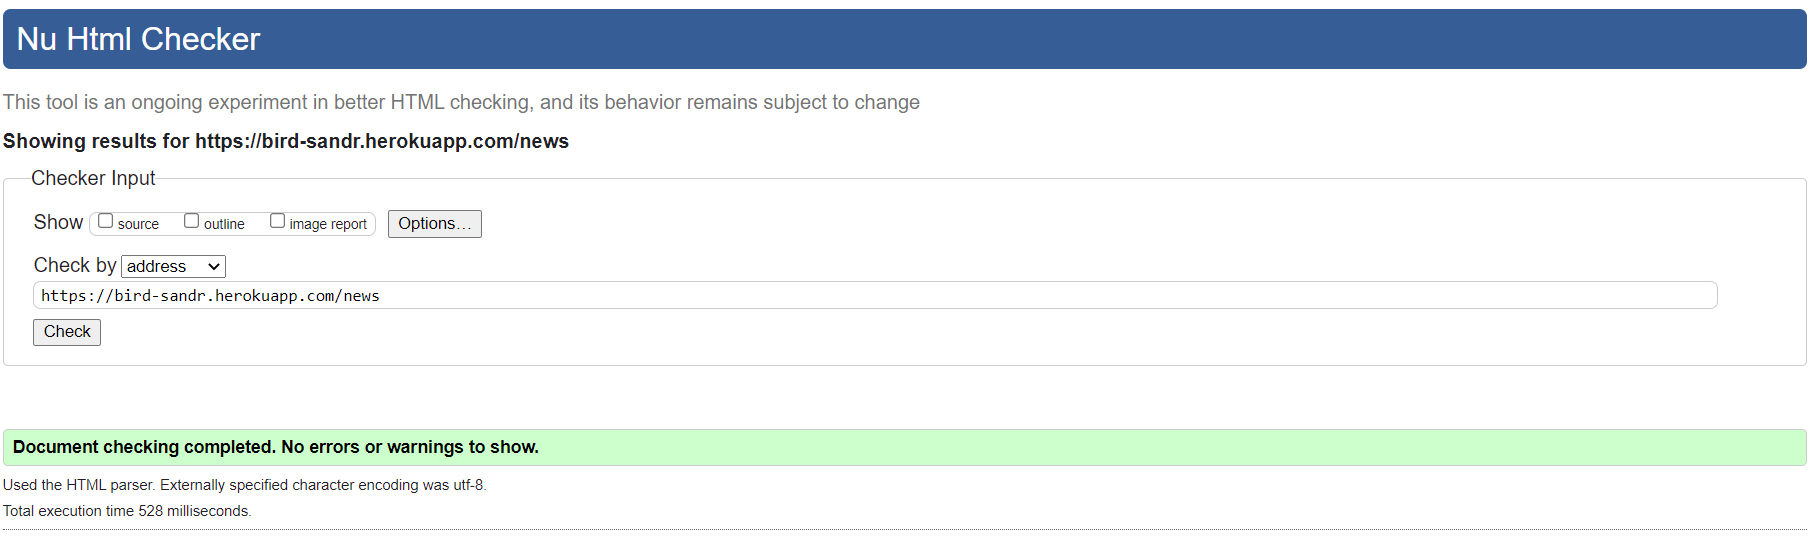 Nu Html Checker
This tool is an ongoing experiment in better HTML checking, and its behavior remains subject to change
Showing results for https://bird-sandr.herokuapp.com/news
Checker Input
Show source outline image report Options…
Check by address
https://bird-sandr.herokuapp.com/news
Check
Document checking completed. No errors or warnings to show.
Used the HTML parser. Externally specified character encoding was utf-8.
Total execution time 528 milliseconds.